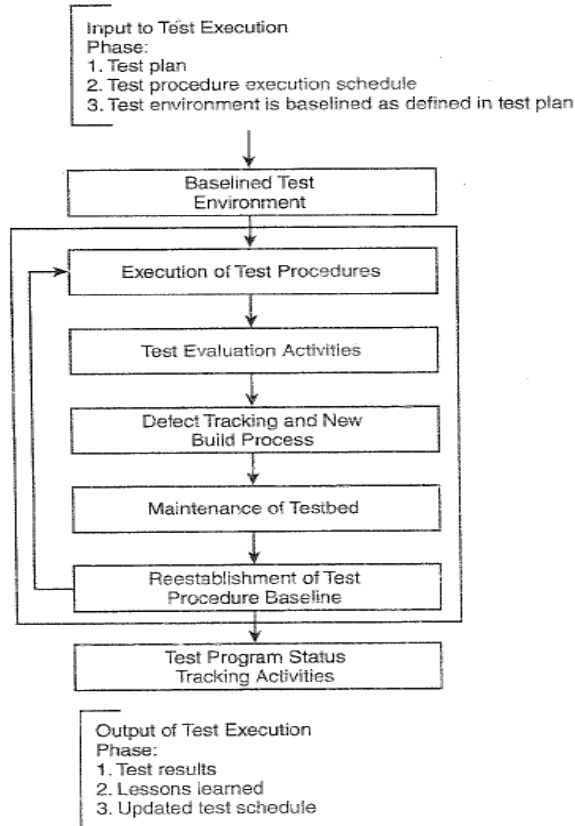 Input to Test Execution
Phase:
1. Test plan
2. Test procedure execution schedule
3. Test environment is baselined as defined in test plan
Baselined Test
Environment
Execution of Test Procedures
Test Evaluation Activities
Defect Tracking and New
Build Process
Maintenance of Testbed
Reestablishment of Test
Procedure Baseline
Test Program Status
Tracking Activities
Output of Test Execution
Phase:
1. Test results
2. Lessons learned
3. Updated test schedule